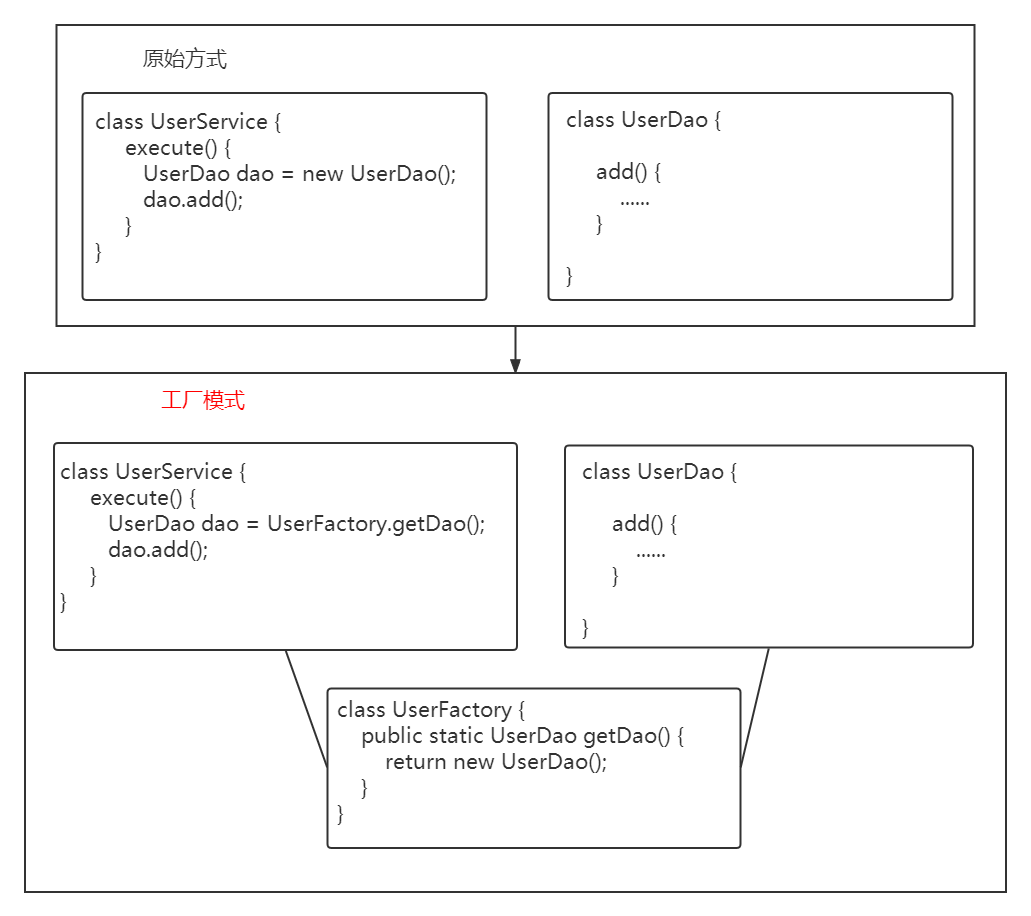 原始方式
class UserService {
execute() {
UserDao dao = new UserDao();
dao.add();
}
}
class UserDao {
add() {
......
}
}
工厂模式
class UserService {
execute() {
UserDao dao = UserFactory.getDao();
dao.add();
}
}
class UserDao {
add() {
......
}
}
class UserFactory {
public static UserDao getDao() {
return new UserDao();
}
}